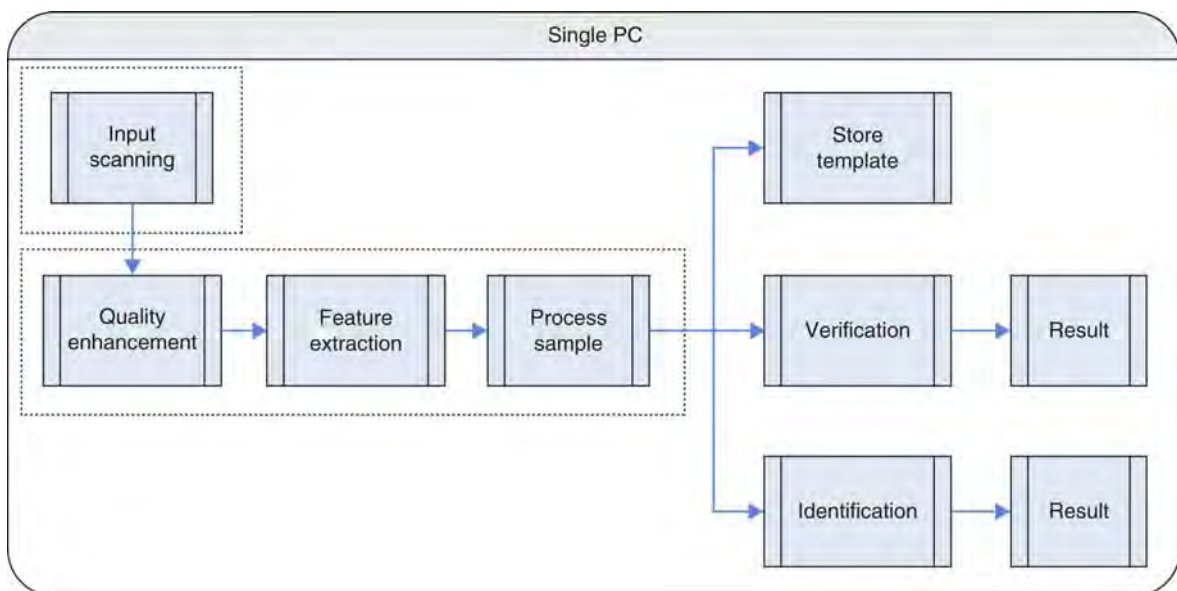 Single PC
Input
scanning
Store
template
Quality
enhancement
Feature
extraction
Process
sample
Verification
Result
Identification
Result